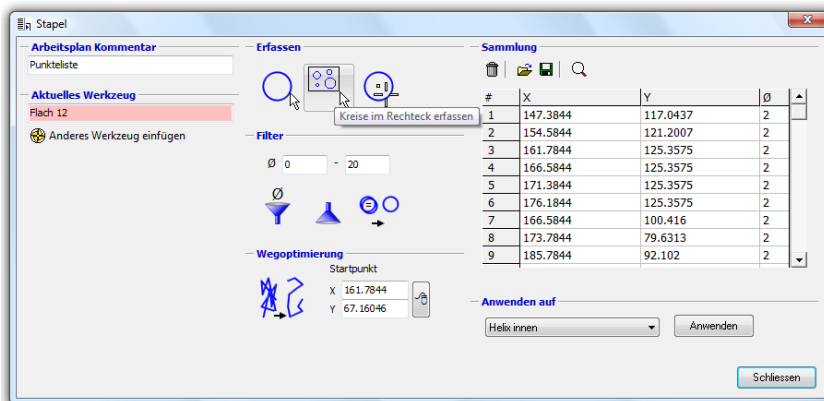 Stapel
Arbeitsplan Kommentar
Punkteliste
Aktuelles Werkzeug
Flach 12
Anderes Werkzeug einfügen
Erfassen
Kreise im Rechteck erfassen
Filter
Ø 0 - 20
Ø
Wegoptimierung
Startpunkt
X 161.7844
Y 67.16046
Sammlung
# X Y Ø
1 147.3844 117.0437 2
2 154.5844 121.2007 2
3 161.7844 125.3575 2
4 166.5844 125.3575 2
5 171.3844 125.3575 2
6 176.1844 125.3575 2
7 166.5844 100.416 2
8 173.7844 79.6313 2
9 185.7844 92.102 2
Anwenden auf
Helix innen
Anwenden
Schliessen